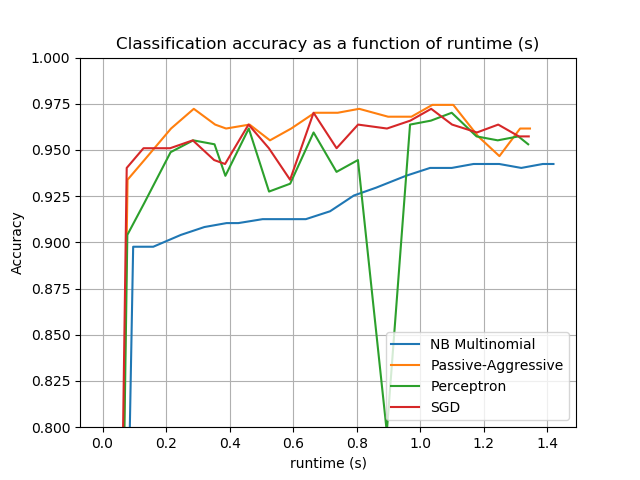 Classification accuracy as a function of runtime (s)
1.000
0.975
0.950
0.925
0.900
0.875
0.850
0.825
0.800
Accuracy
NB Multinomial
Passive-Aggressive
Perceptron
SGD
0.0 0.2 0.4 0.6 0.8 1.0 1.2 1.4
runtime (s)